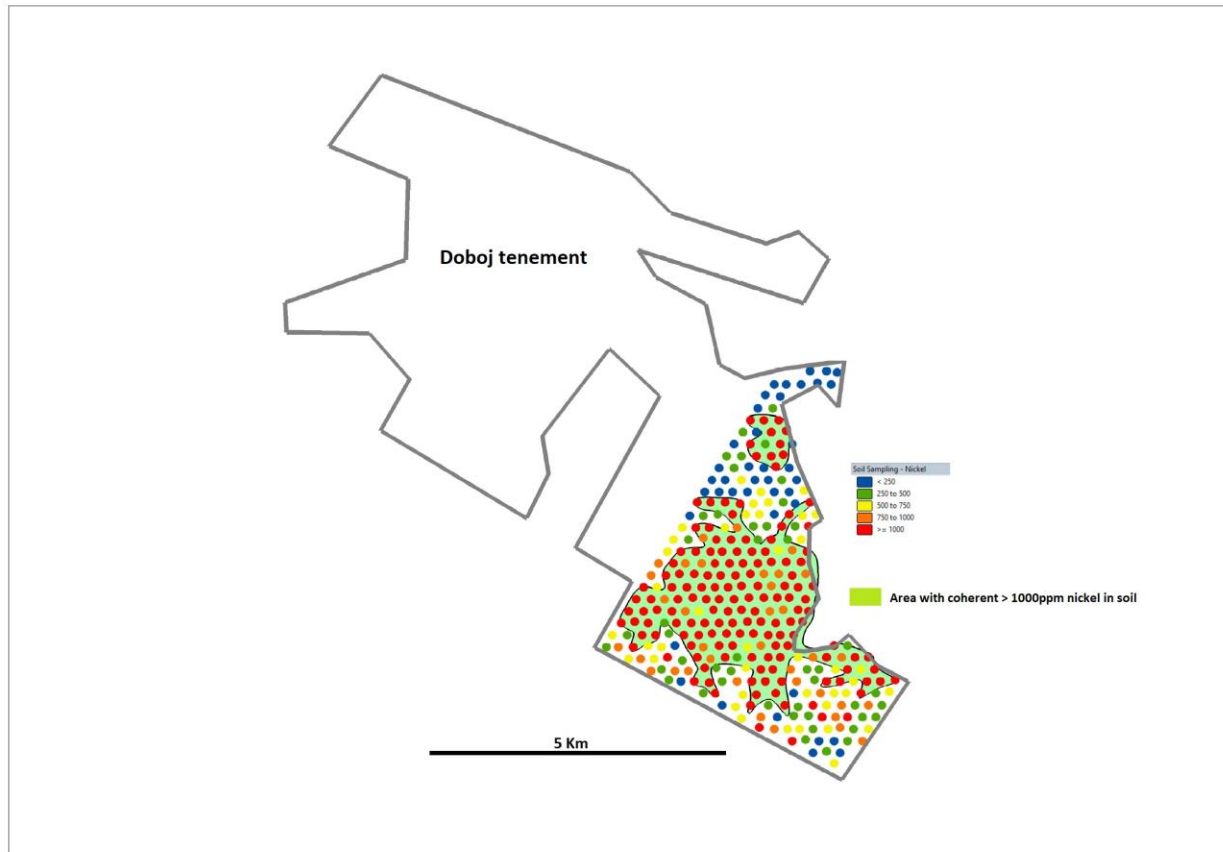 Doboj tenement
Soil Sampling - Nickel
< 250
250 to 500
500 to 750
750 to 1000
>= 1000
Area with coherent > 1000ppm nickel in soil
5 Km